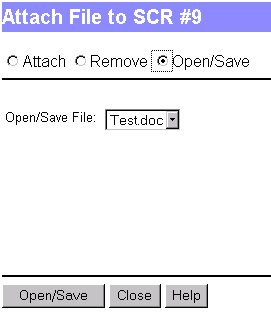 Attach File to SCR #9
Attach Remove Open/Save
Open/Save File: Test.doc
Open/Save Close Help